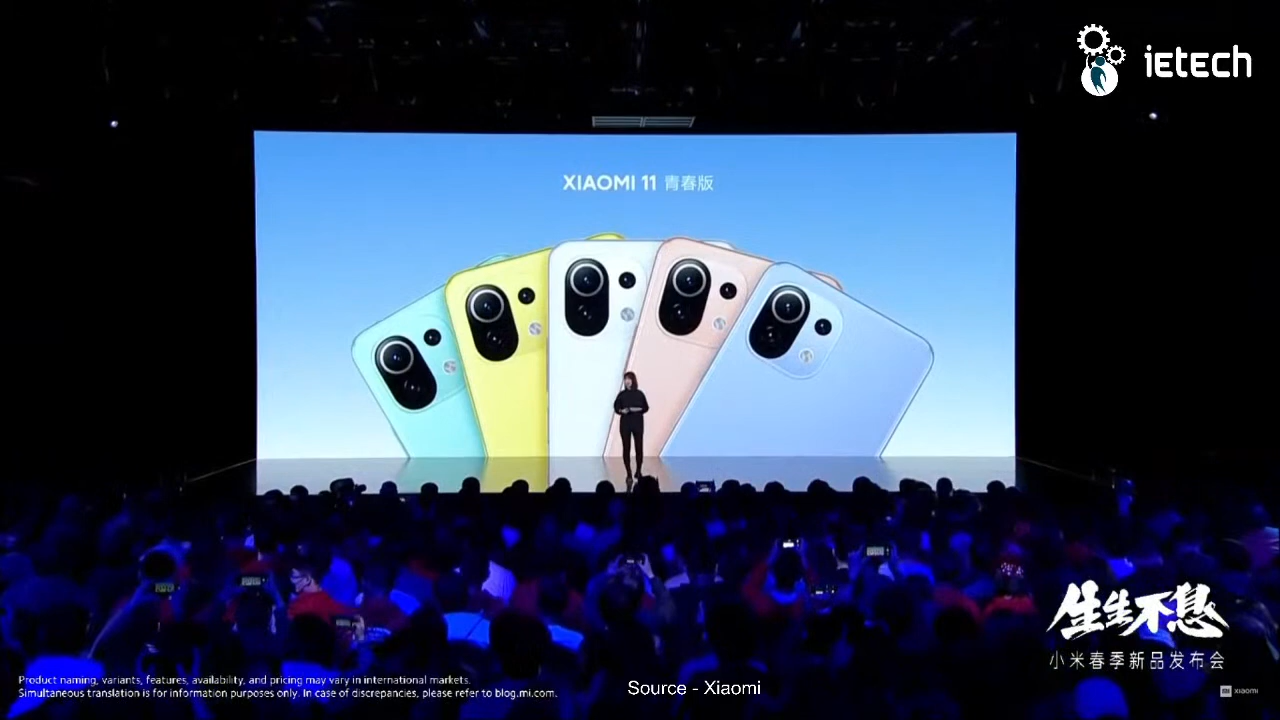 ietech
XIAOMI 11 青春版
生生不息
小米春季新品发布会
Product naming, variants, features, availability, and pricing may vary in international markets.
Simultaneous translation is for information purposes only. In case of discrepancies, please refer to blog.mi.com.
Source - Xiaomi
mi xiaomi